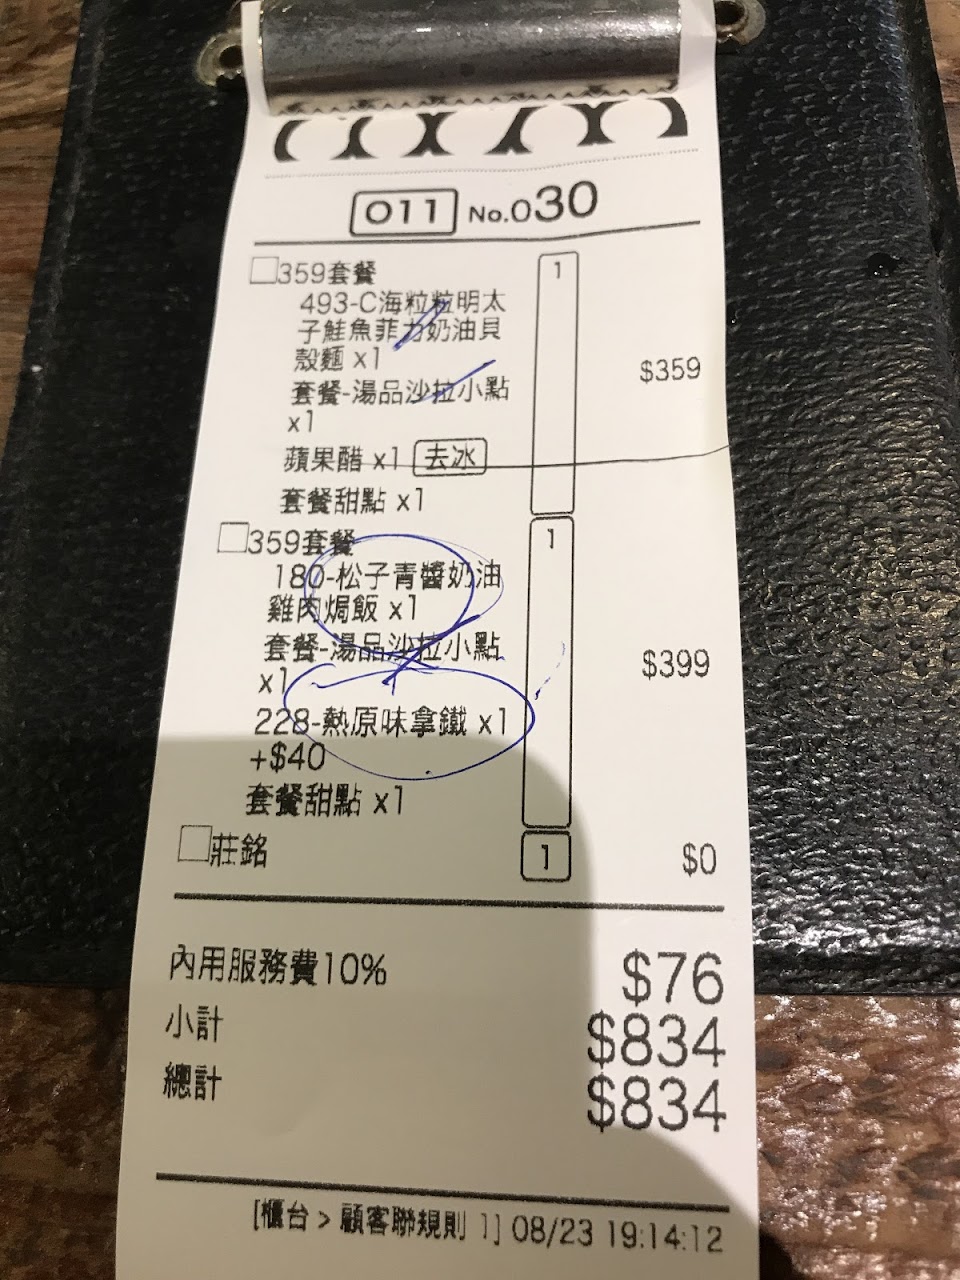 011 No.030
359套餐 1
493-C海粒粒明太
子鮭魚菲力奶油貝
殼麵 x1 $359
套餐-湯品沙拉小點
x1
蘋果醋 x1 去冰
套餐甜點 x1
359套餐 1
180-松子青醬奶油
雞肉焗飯 x1
套餐-湯品沙拉小點 $399
x1
228-熱原味拿鐵 x1
+$40
套餐甜點 x1
莊銘 1 $0
內用服務費10% $76
小計 $834
總計 $834
[櫃台 > 顧客聯規則 1] 08/23 19:14:12